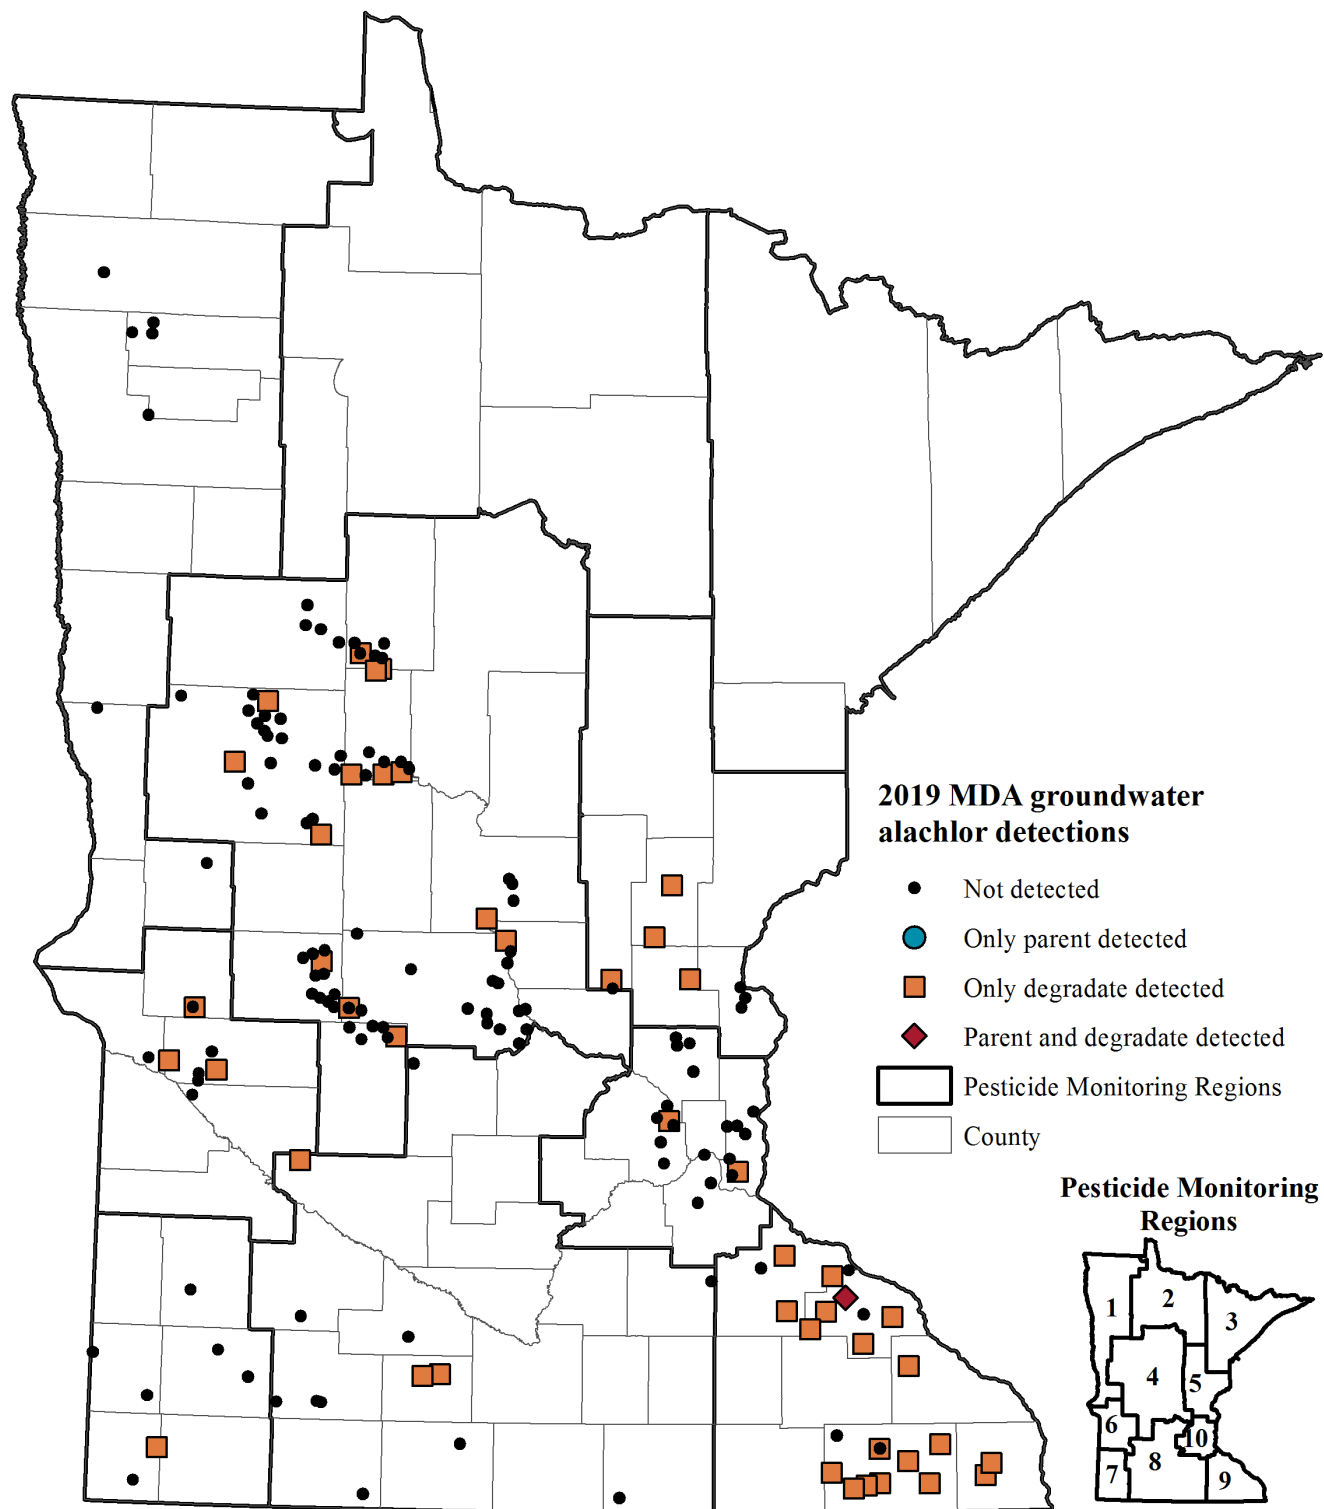 2019 MDA groundwater
alachlor detections
Not detected
Only parent detected
Only degradate detected
Parent and degradate detected
Pesticide Monitoring Regions
County
Pesticide Monitoring
Regions
1
2
3
4
5
6
10
7
8
9